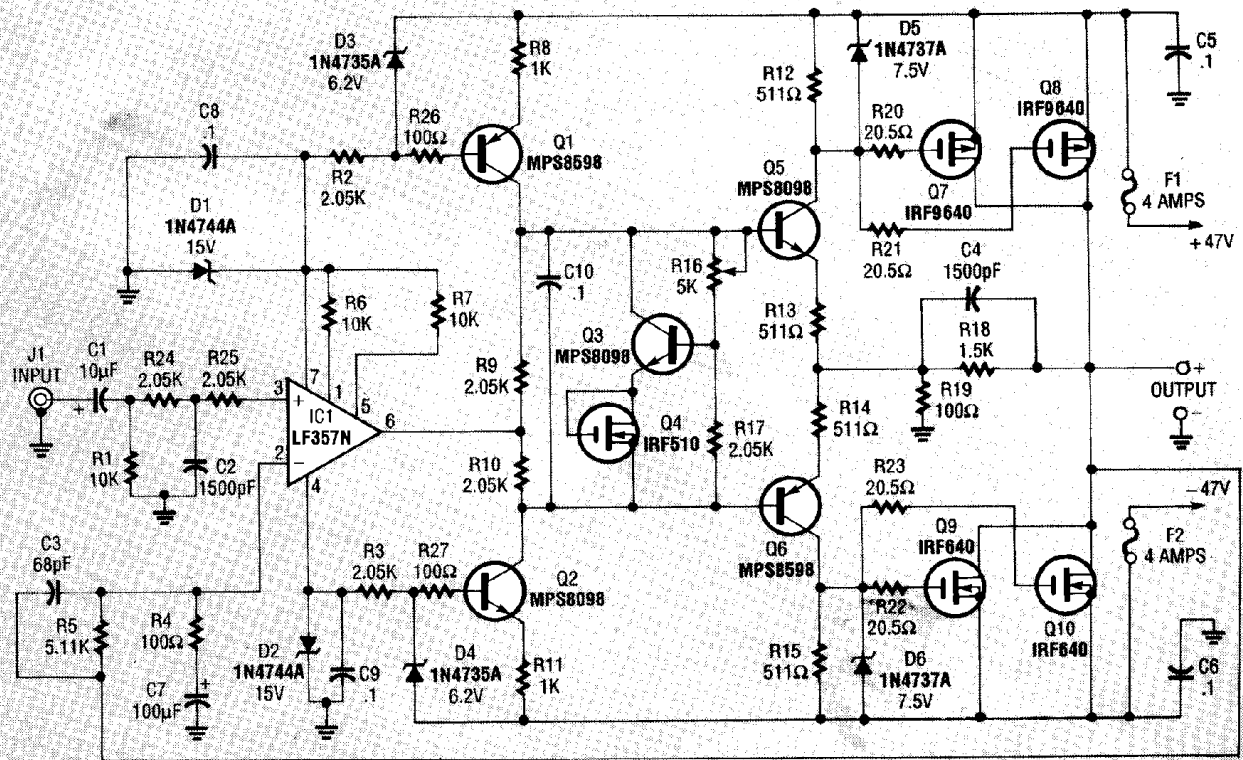 D3
1N4735A
6.2V
R8
1K
D5
1N4737A
7.5V
C5
.1
R12
511Ω
Q8
IRF9640
C8
.1
R26
100Ω
R20
20.5Ω
Q1
MPS8598
R2
2.05K
Q5
MPS8098
Q7
IRF9640
F1
4 AMPS
+47V
D1
1N4744A
15V
R21
20.5Ω
C4
1500pF
C10
.1
R16
5K
R6
10K
R7
10K
R13
511Ω
R18
1.5K
Q3
MPS8098
J1
INPUT
C1
10µF
+
R24
2.05K
R25
2.05K
R9
2.05K
+
OUTPUT
-
3
+
7
1
5
IC1
LF357N
6
2
-
4
R19
100Ω
R14
511Ω
Q4
IRF510
R17
2.05K
R1
10K
C2
1500pF
R10
2.05K
R23
20.5Ω
-47V
Q9
IRF640
F2
4 AMPS
Q6
MPS8598
C3
68pF
R3
2.05K
R27
100Ω
Q2
MPS8098
R22
20.5Ω
Q10
IRF640
R5
5.11K
R4
100Ω
D2
1N4744A
15V
C9
.1
D4
1N4735A
6.2V
R11
1K
R15
511Ω
D6
1N4737A
7.5V
C6
.1
C7
100µF
+